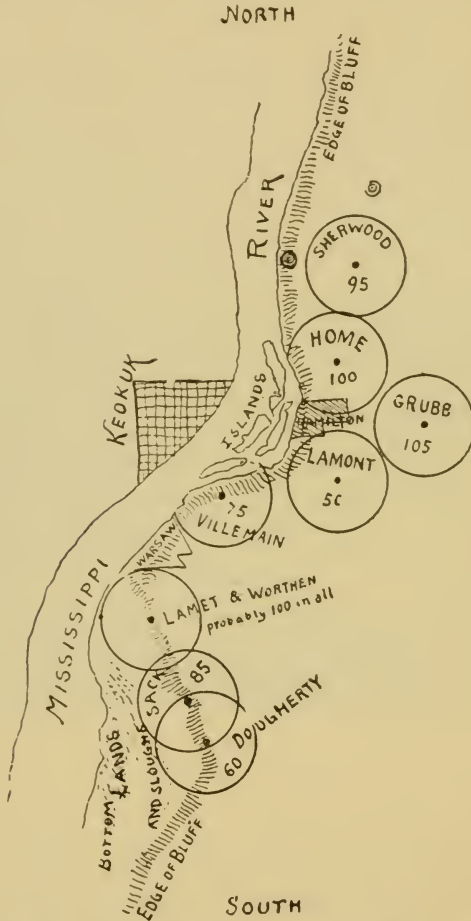 NORTH
EDGE OF BLUFF
RIVER
SHERWOOD
95
HOME
100
KEOKUK
ISLANDS
HAMILTON
GRUBB
105
LAMONT
50
75
VILLEMAIN
WARSAW
MISSISSIPPI
LAMET & WORTHEN
probably 100 in all
85
SACK
DOUGHERTY
60
BOTTOM LANDS
AND SLOUGHS
EDGE OF BLUFF
SOUTH